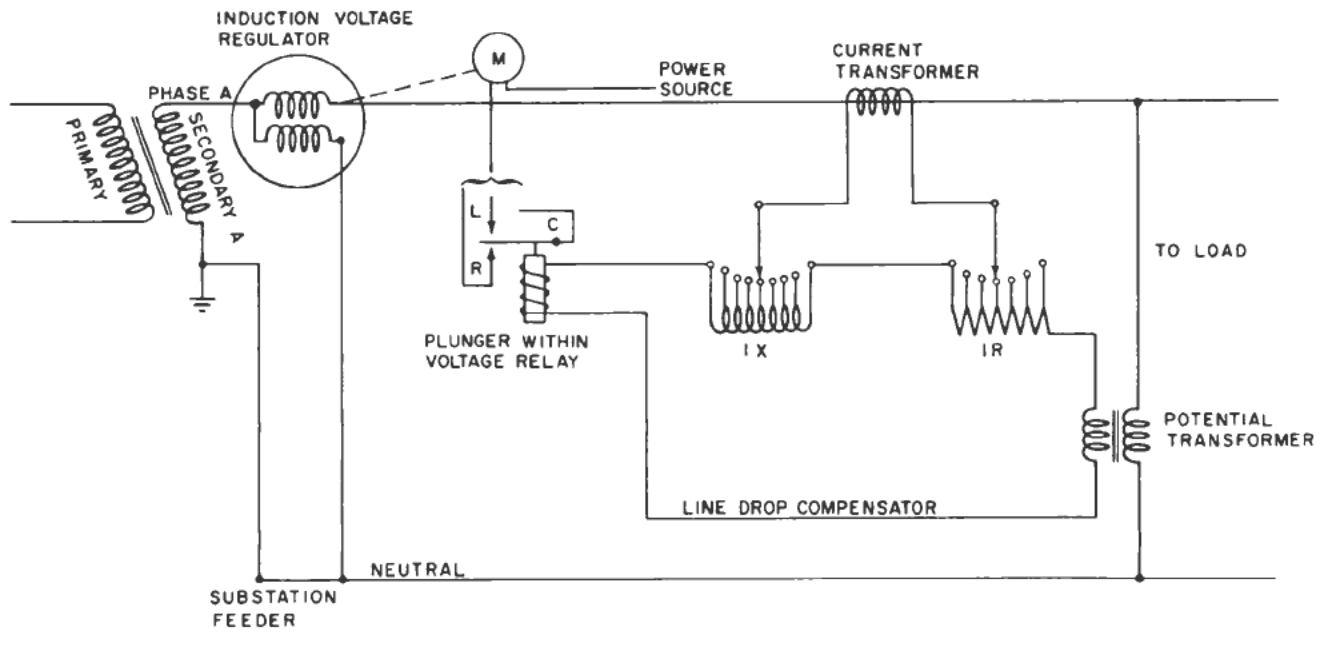 INDUCTION VOLTAGE
REGULATOR
M
POWER
SOURCE
CURRENT
TRANSFORMER
PHASE A
PRIMARY
SECONDARY A
L
C
R
TO LOAD
PLUNGER WITHIN
VOLTAGE RELAY
IX
IR
POTENTIAL
TRANSFORMER
LINE DROP COMPENSATOR
NEUTRAL
SUBSTATION
FEEDER